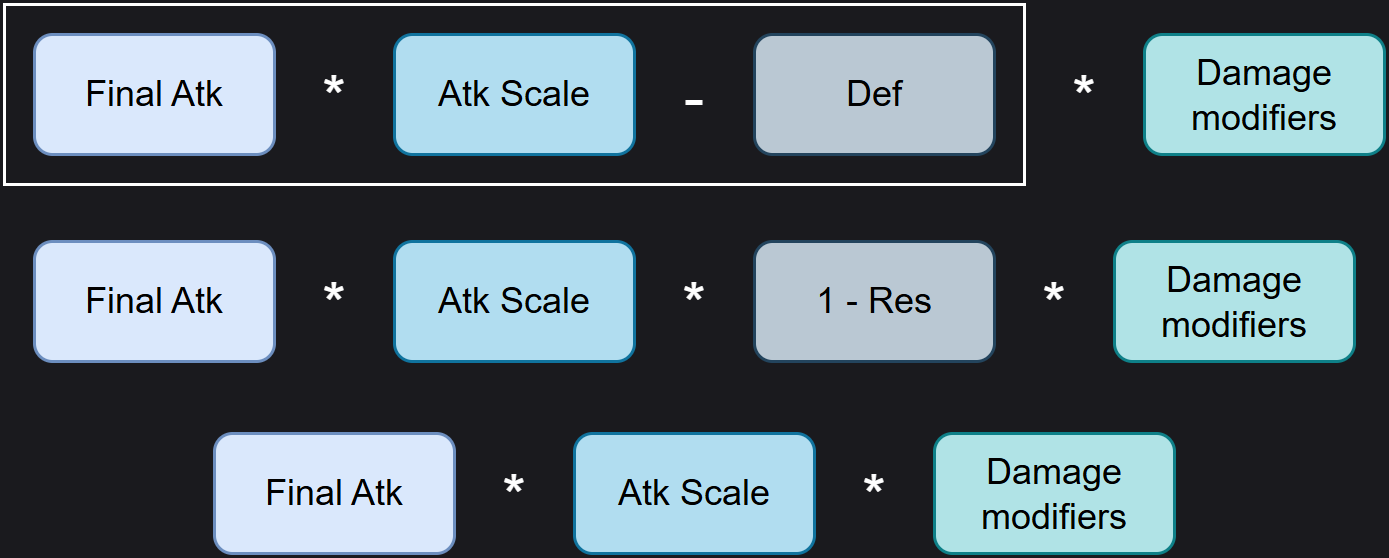 Final Atk * Atk Scale - Def * Damage modifiers
Final Atk * Atk Scale * 1 - Res * Damage modifiers
Final Atk * Atk Scale * Damage modifiers